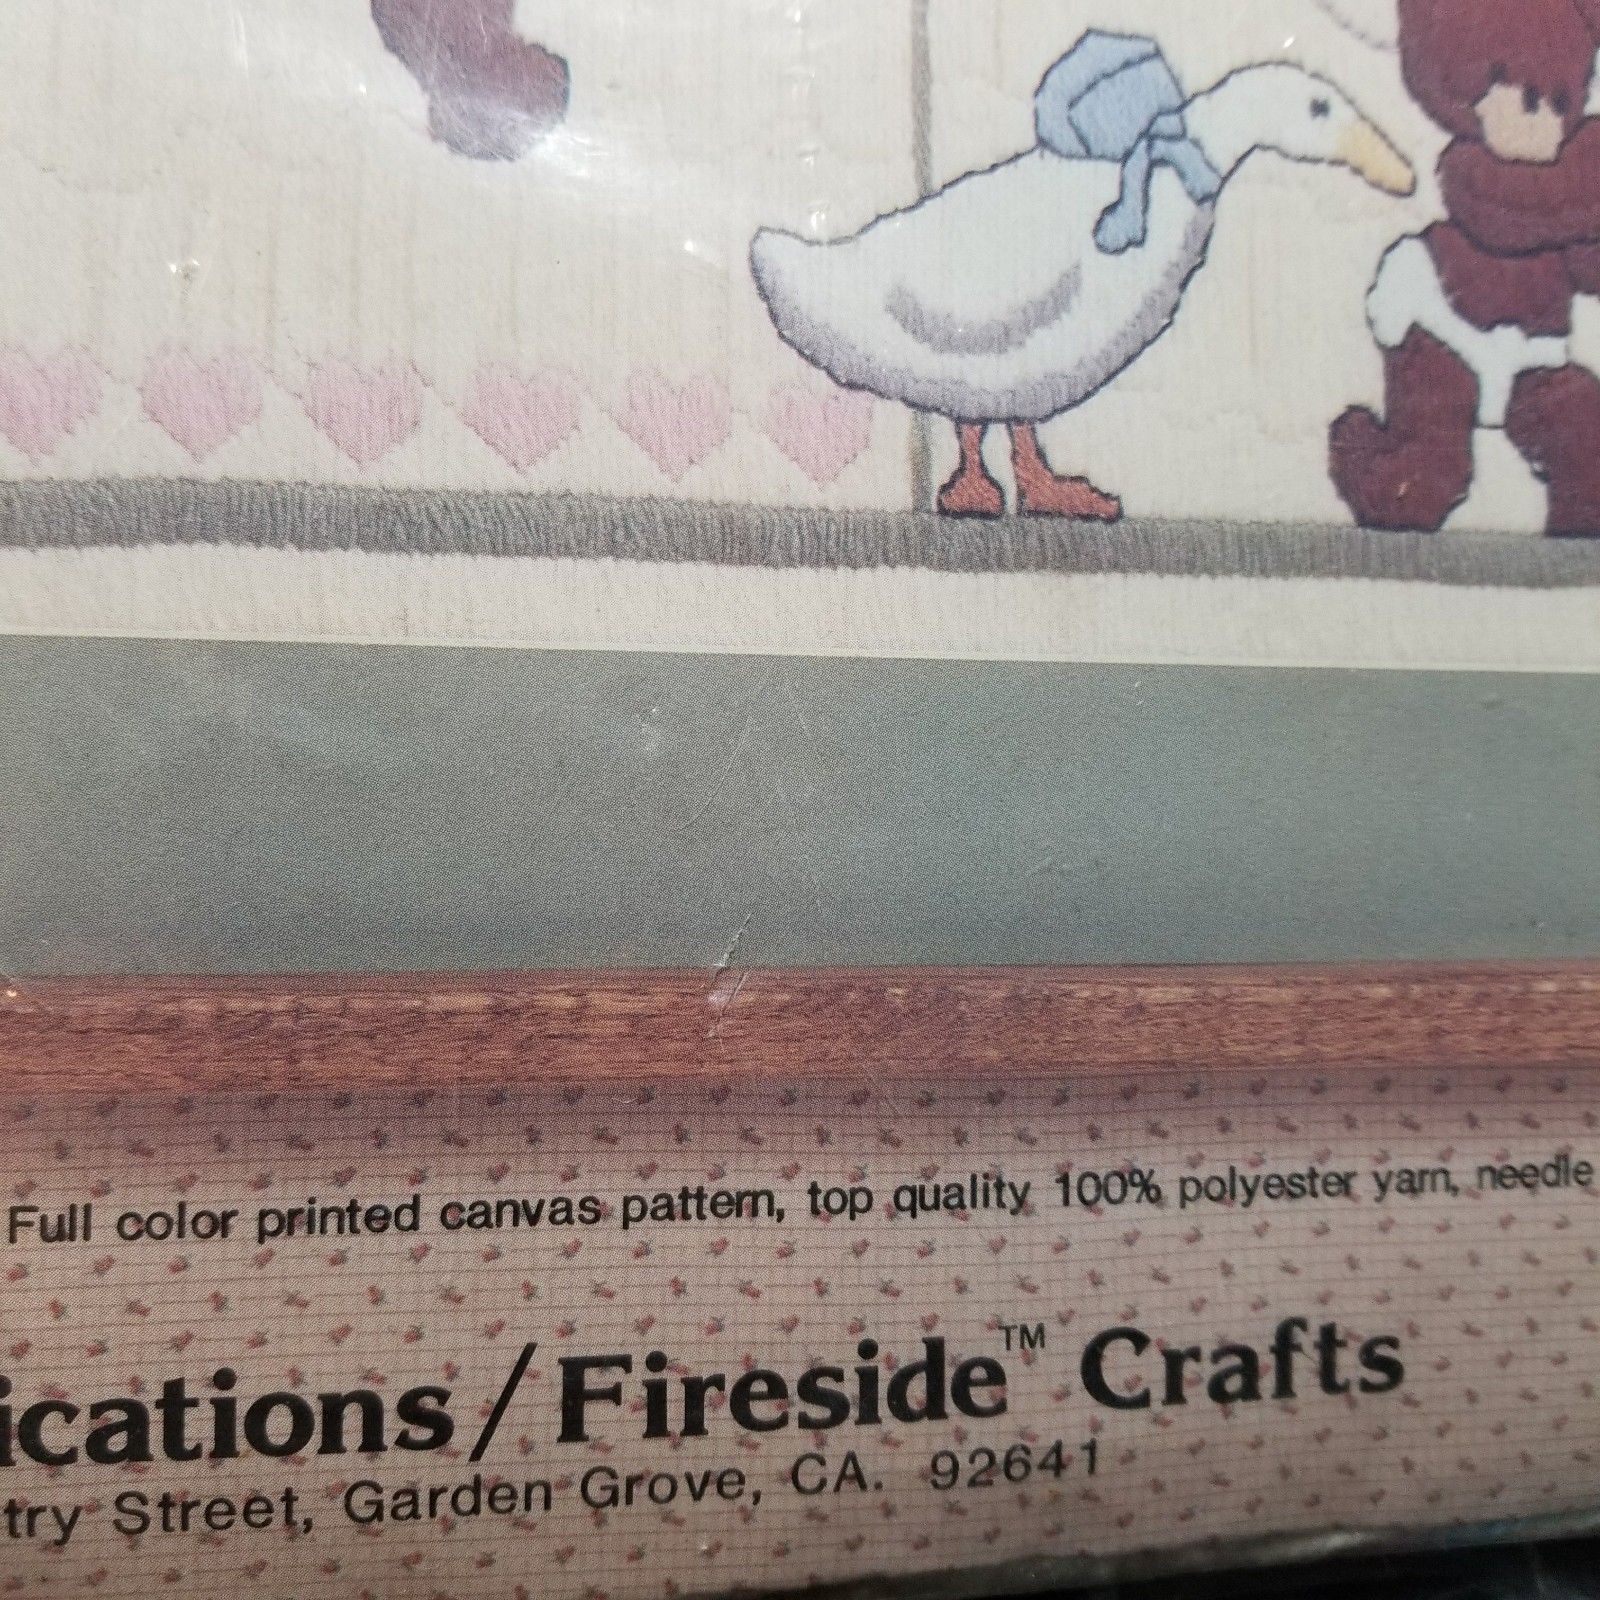 Full color printed canvas pattern, top quality 100% polyester yarn, needle
ications/Fireside™ Crafts
try Street, Garden Grove, CA. 92641